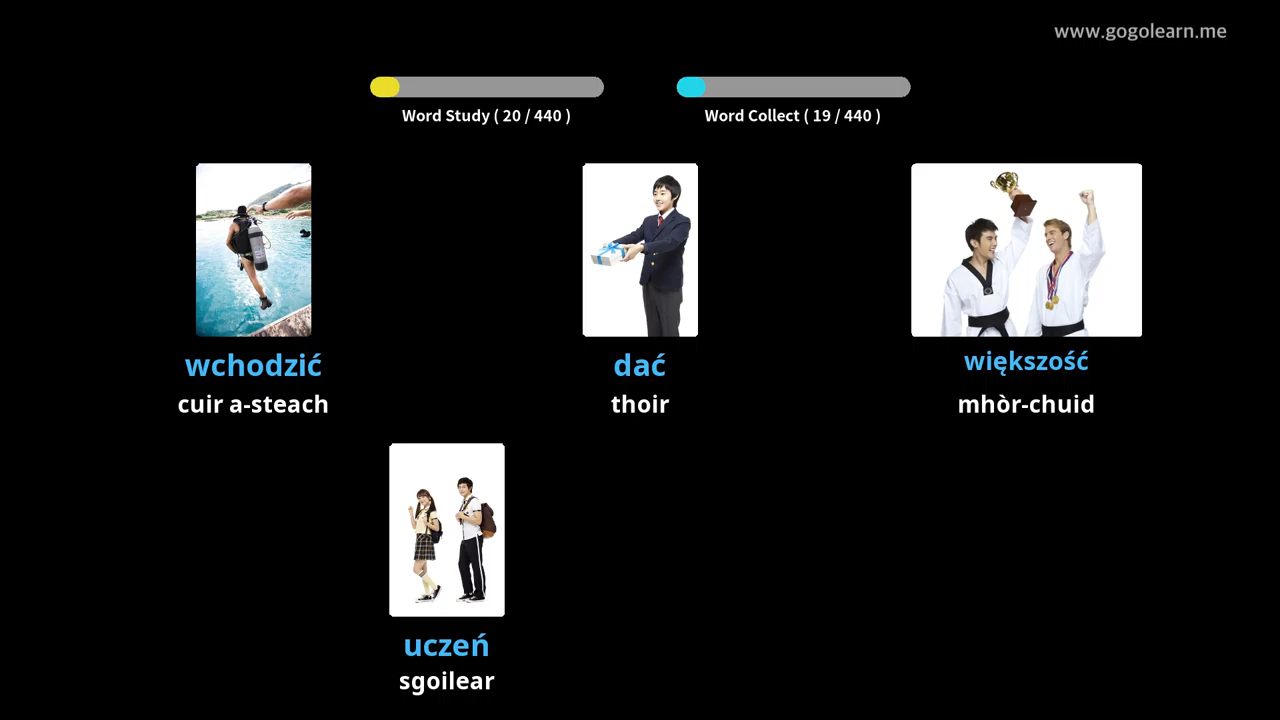 www.gogolearn.me
Word Study ( 20 / 440 )
Word Collect ( 19 / 440 )
wchodzić
cuir a-steach
dać
thoir
większość
mhòr-chuid
uczeń
sgoilear